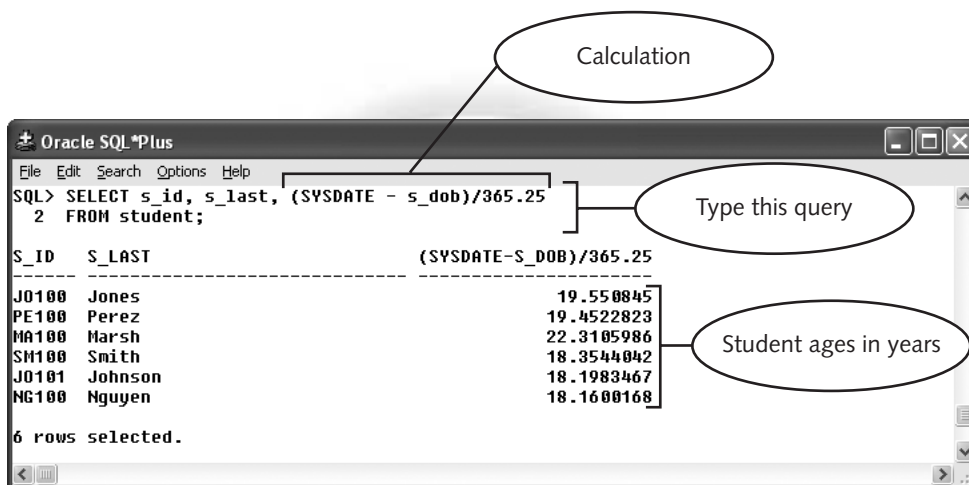 Calculation
Oracle SQL*Plus
File Edit Search Options Help
SQL> SELECT s_id, s_last, (SYSDATE - s_dob)/365.25
2 FROM student;
Type this query
S_ID S_LAST (SYSDATE-S_DOB)/365.25
------ ------------------------------ ----------------------
JO100 Jones 19.550845
PE100 Perez 19.4522823
MA100 Marsh 22.3105986
SM100 Smith 18.3544042
JO101 Johnson 18.1983467
NG100 Nguyen 18.1600168
Student ages in years
6 rows selected.